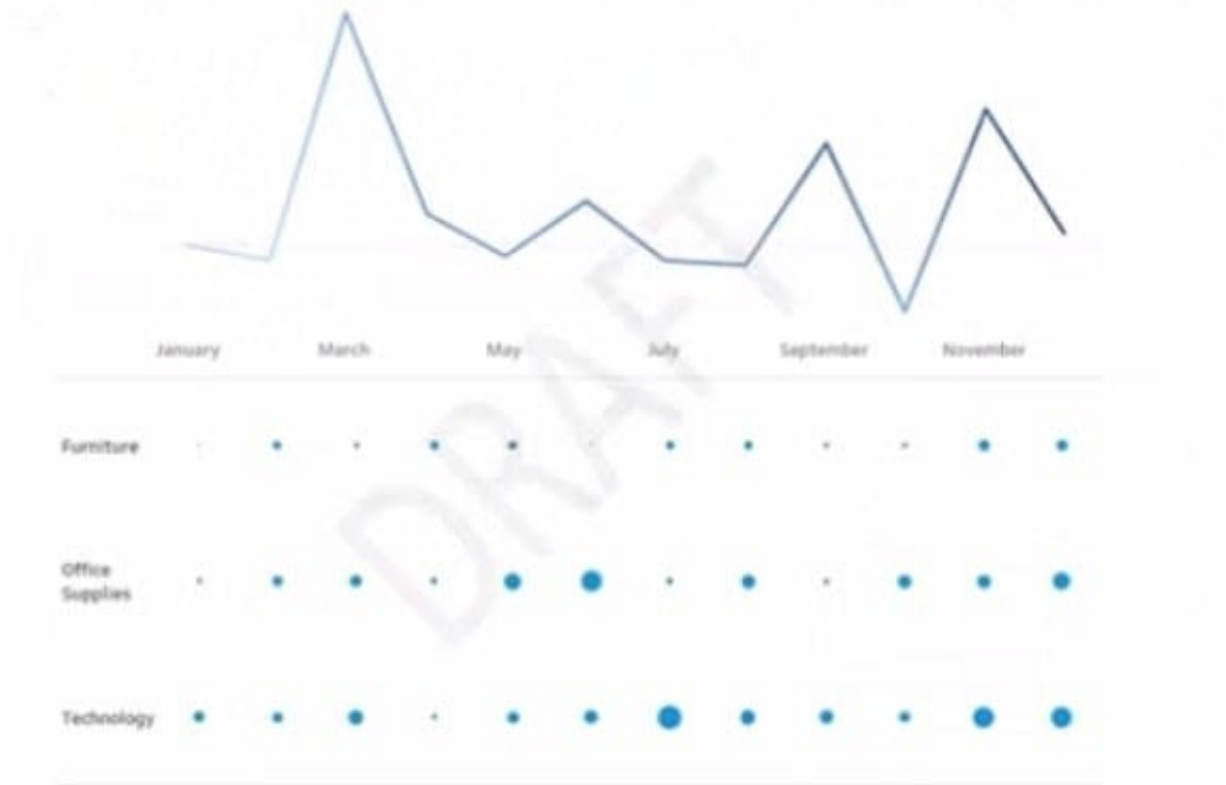 January March May July September November
DRAFT
Furniture
Office
Supplies
Technology